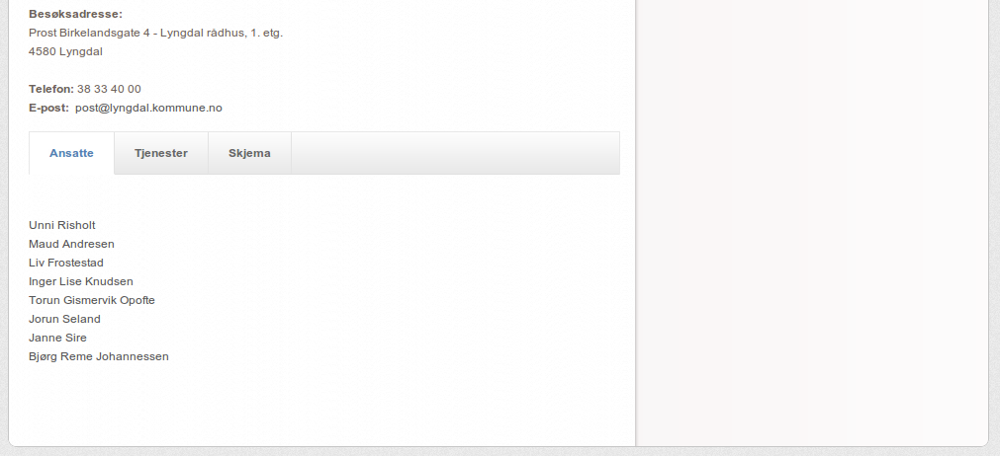 Besøksadresse:
Prost Birkelandsgate 4 - Lyngdal rådhus, 1. etg.
4580 Lyngdal
Telefon: 38 33 40 00
E-post: post@lyngdal.kommune.no
Ansatte Tjenester Skjema
Unni Risholt
Maud Andresen
Liv Frostestad
Inger Lise Knudsen
Torun Gismervik Opofte
Jorun Seland
Janne Sire
Bjørg Reme Johannessen